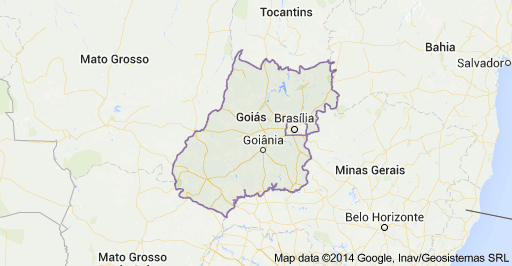 Tocantins
Mato Grosso
Bahia
Salvador
Goiás
Brasília
Goiânia
Minas Gerais
Belo Horizonte
Mato Grosso
Map data ©2014 Google, Inav/Geosistemas SRL